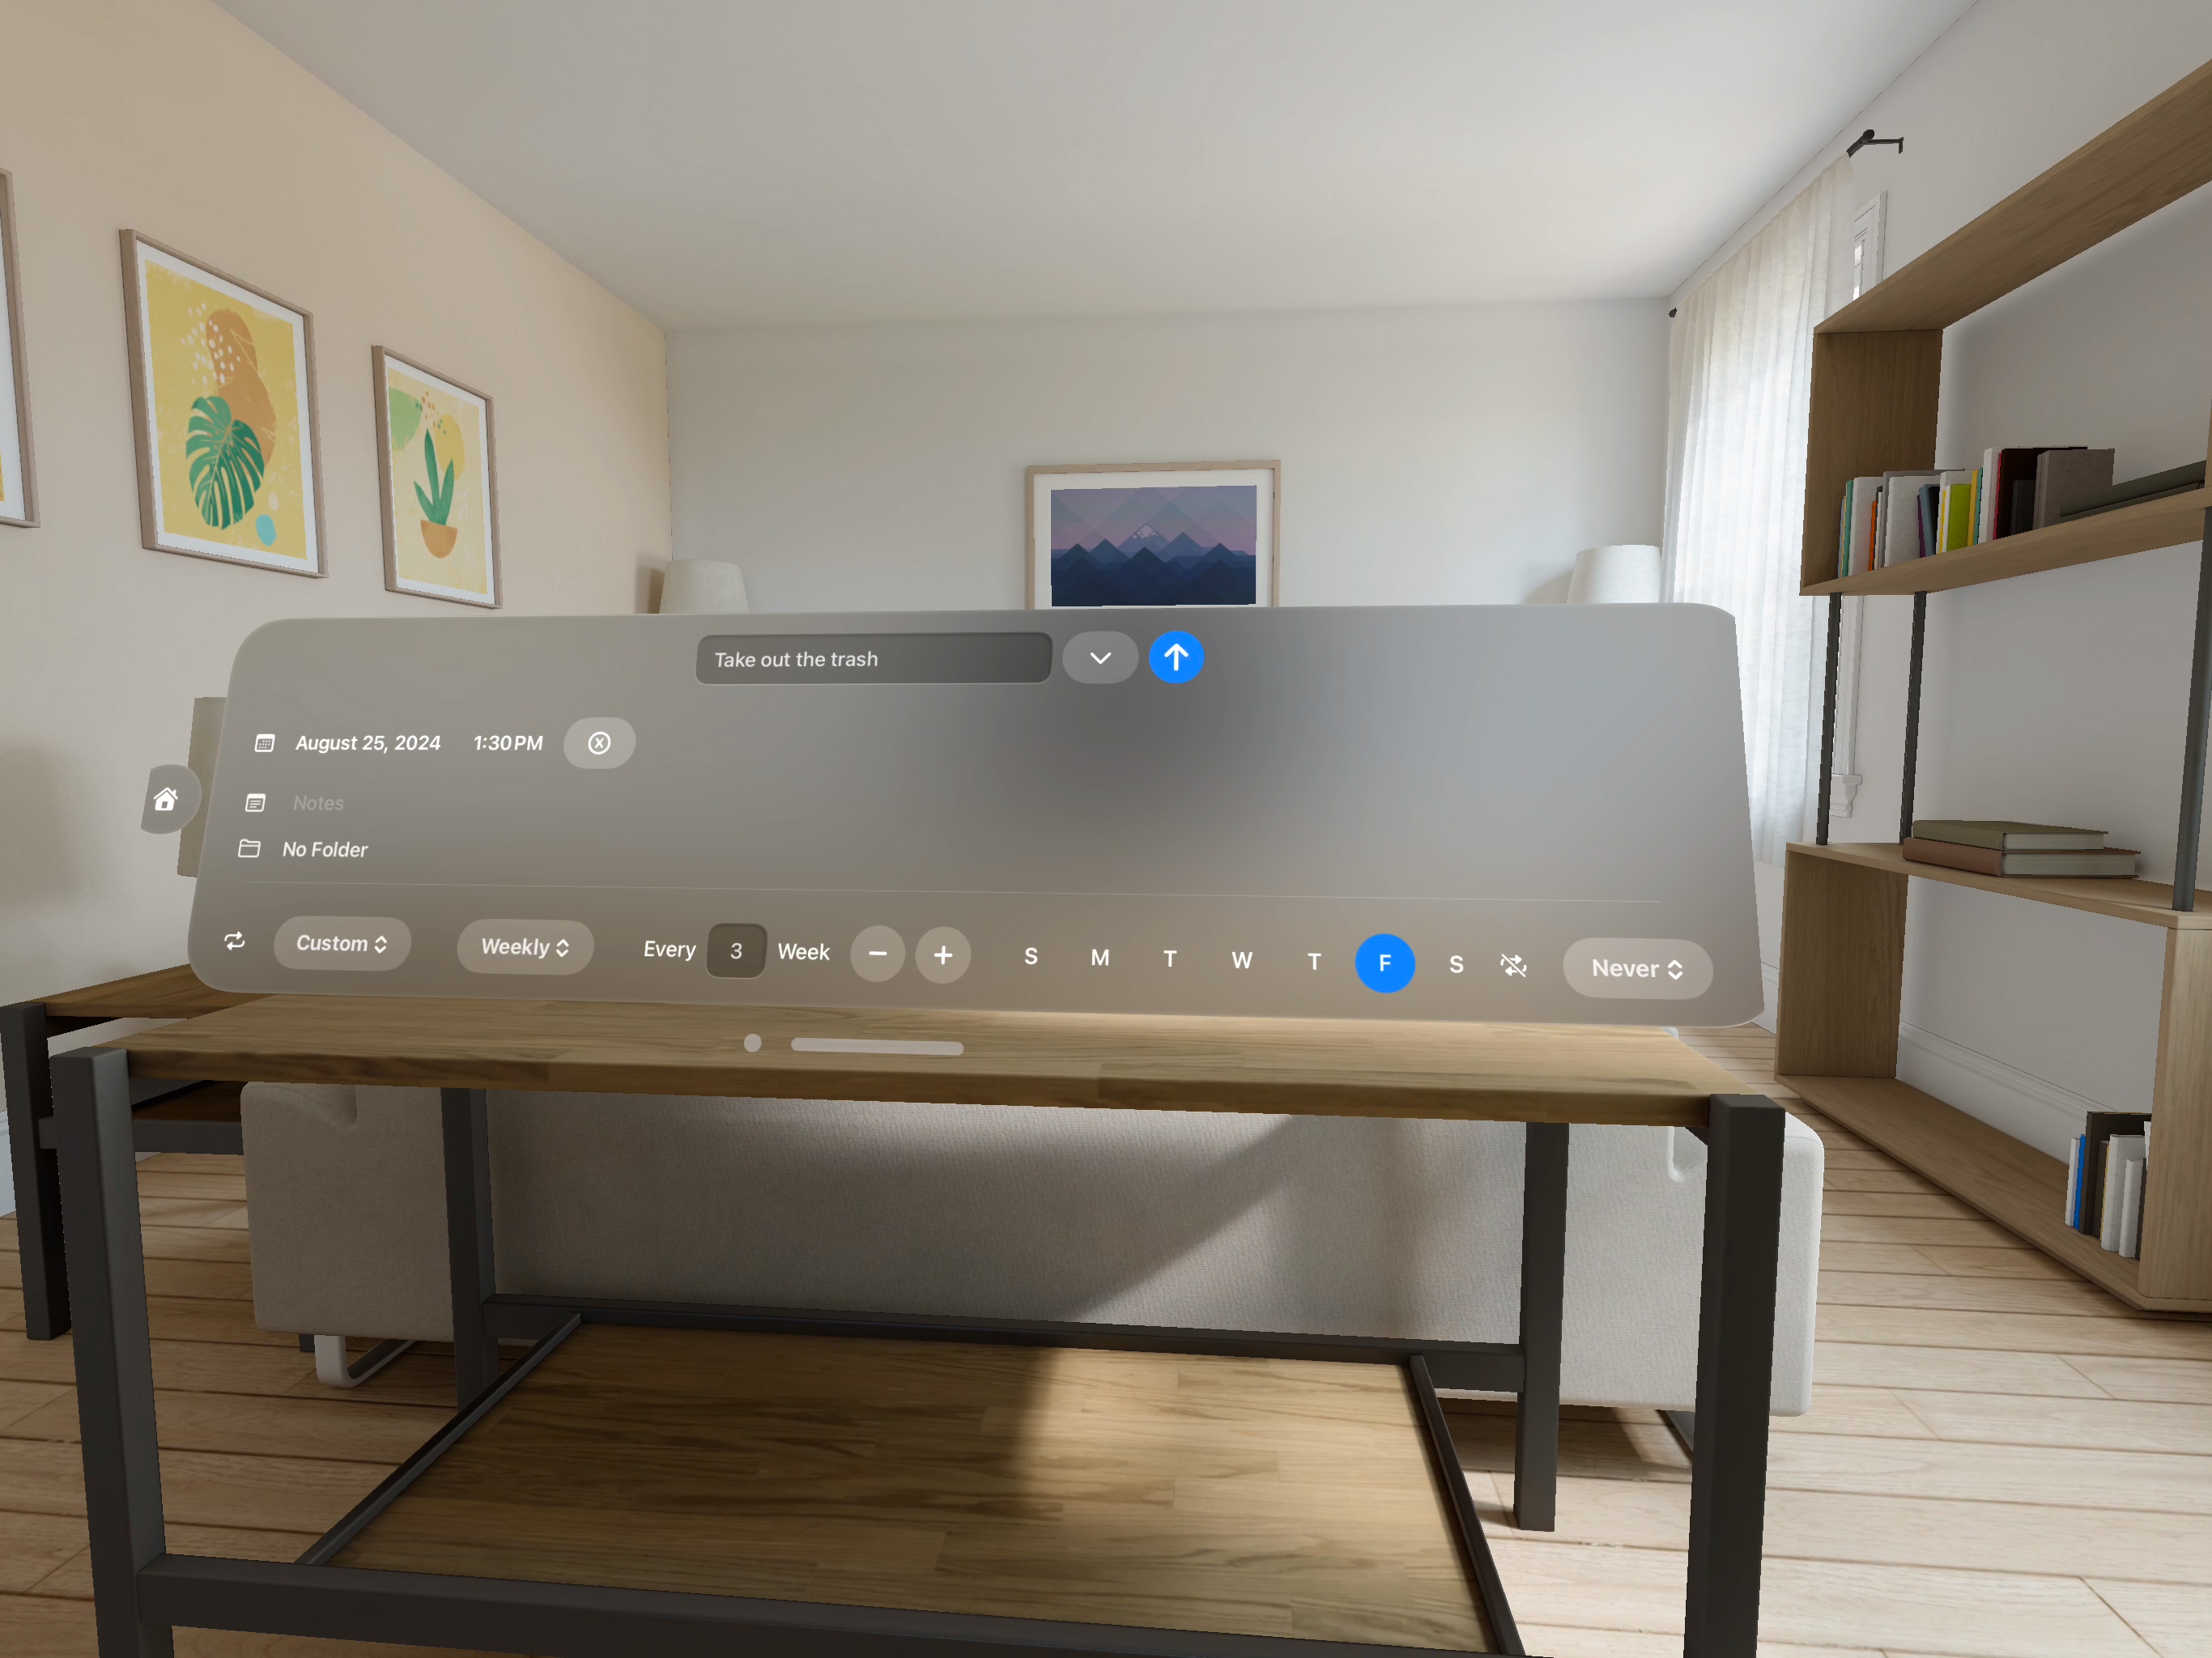 Take out the trash
August 25, 2024 1:30 PM
Notes
No Folder
Custom Weekly Every 3 Week S M T W T F S Never